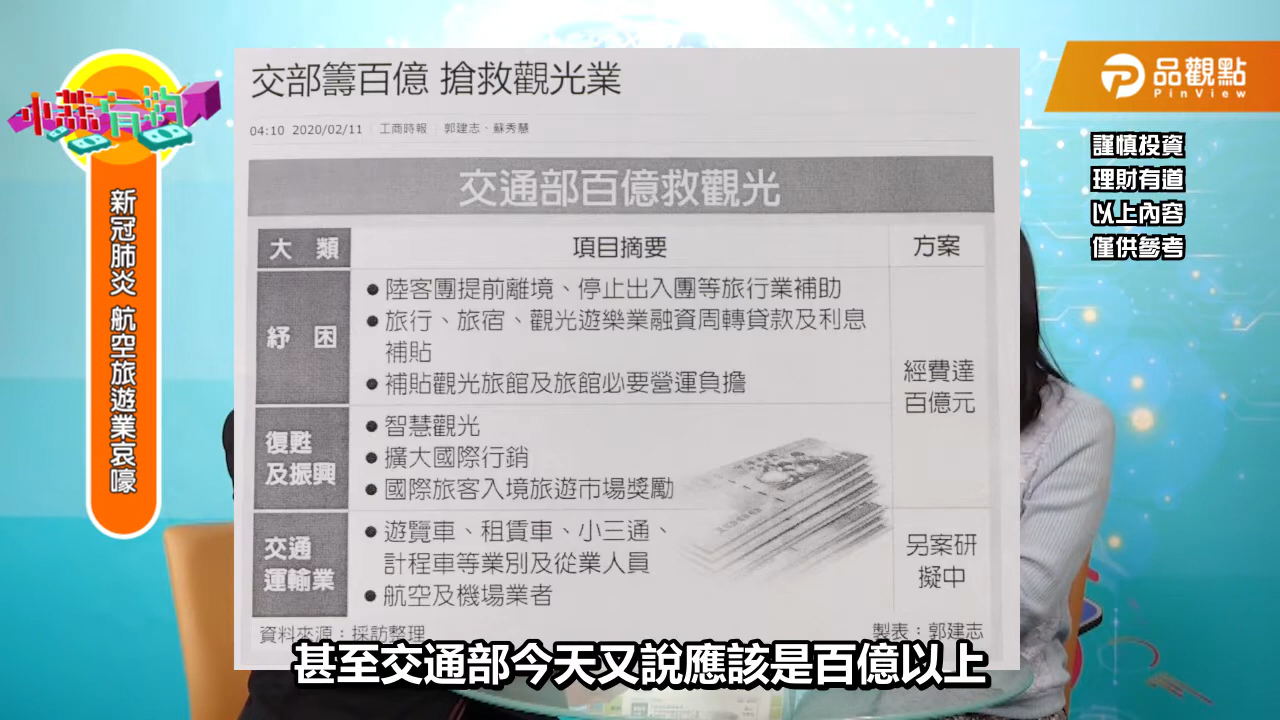 小茱有約
新冠肺炎 航空旅遊業哀嚎
品觀點
PinView
謹慎投資
理財有道
以上內容
僅供參考
交部籌百億 搶救觀光業
04:10 2020/02/11 工商時報 郭建志、蘇秀慧
交通部百億救觀光
大 類
項目摘要
方案
紓 困
●陸客團提前離境、停止出入團等旅行業補助
●旅行、旅宿、觀光遊樂業融資周轉貸款及利息
補貼
●補貼觀光旅館及旅館必要營運負擔
經費達
百億元
復甦
及振興
●智慧觀光
●擴大國際行銷
●國際旅客入境旅遊市場獎勵
交通
運輸業
●遊覽車、租賃車、小三通、
計程車等業別及從業人員
●航空及機場業者
另案研
擬中
資料來源：採訪整理
製表：郭建志
甚至交通部今天又說應該是百億以上